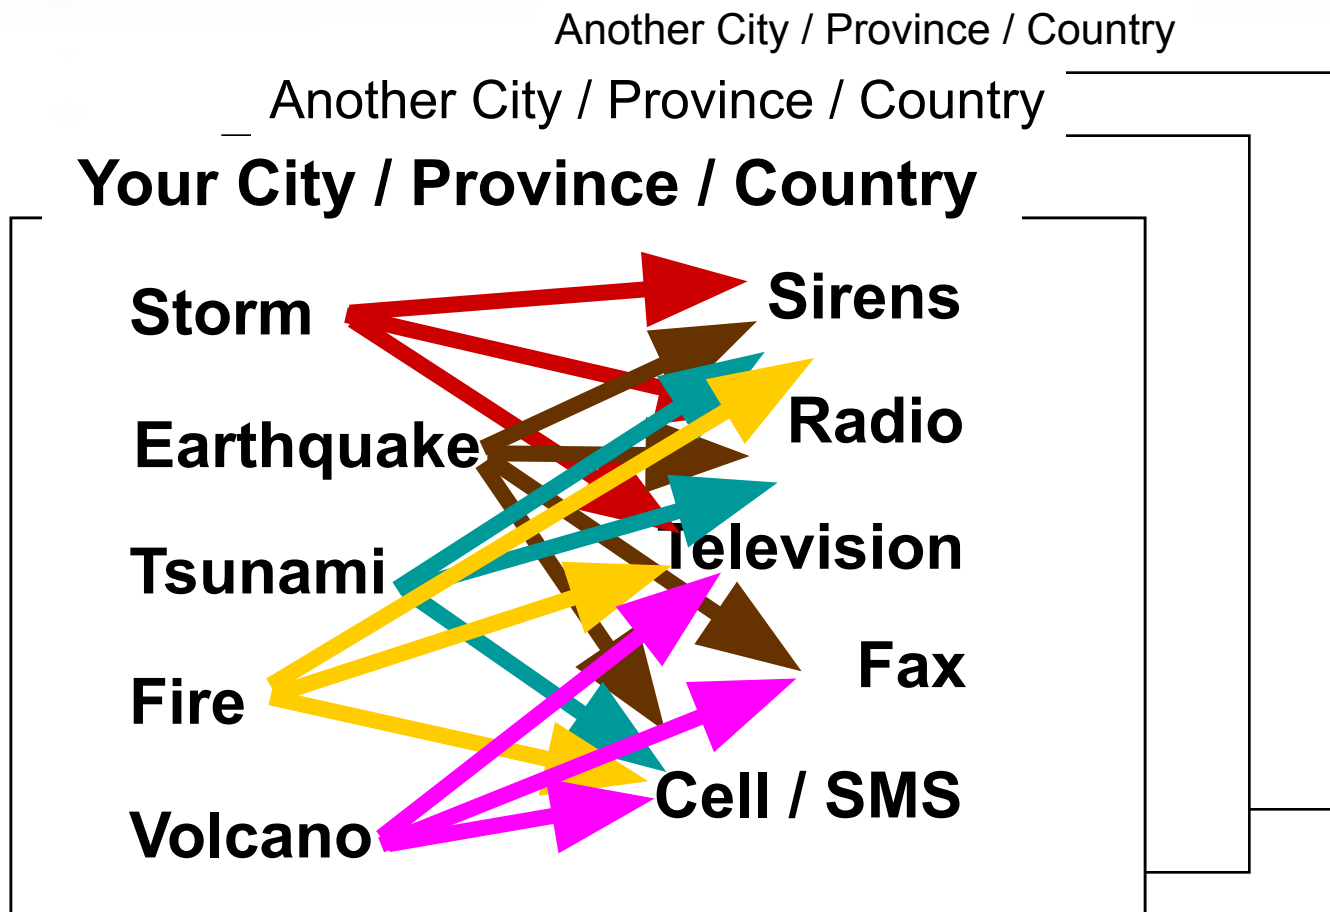 Another City / Province / Country
Another City / Province / Country
Your City / Province / Country
Storm
Sirens
Earthquake
Radio
Tsunami
Television
Fire
Fax
Volcano
Cell / SMS